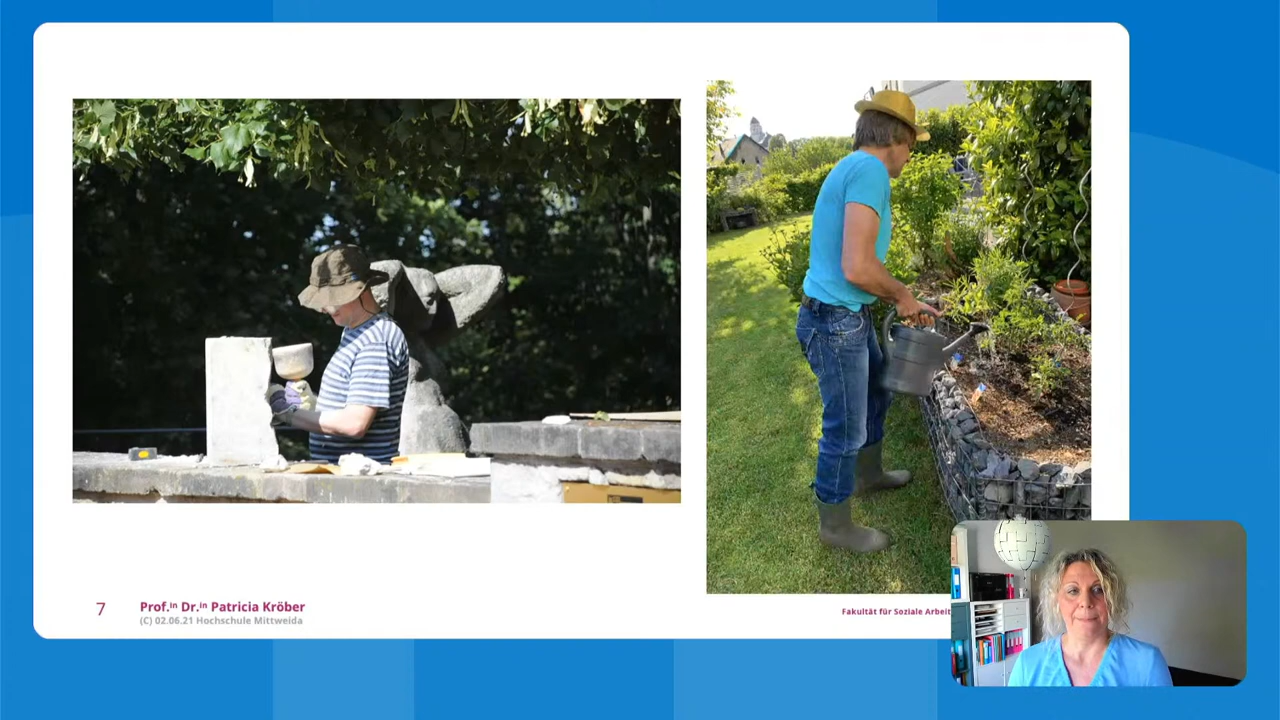 7
Prof.ⁱⁿ Dr.ⁱⁿ Patricia Kröber
(C) 02.06.21 Hochschule Mittweida
Fakultät für Soziale Arbeit